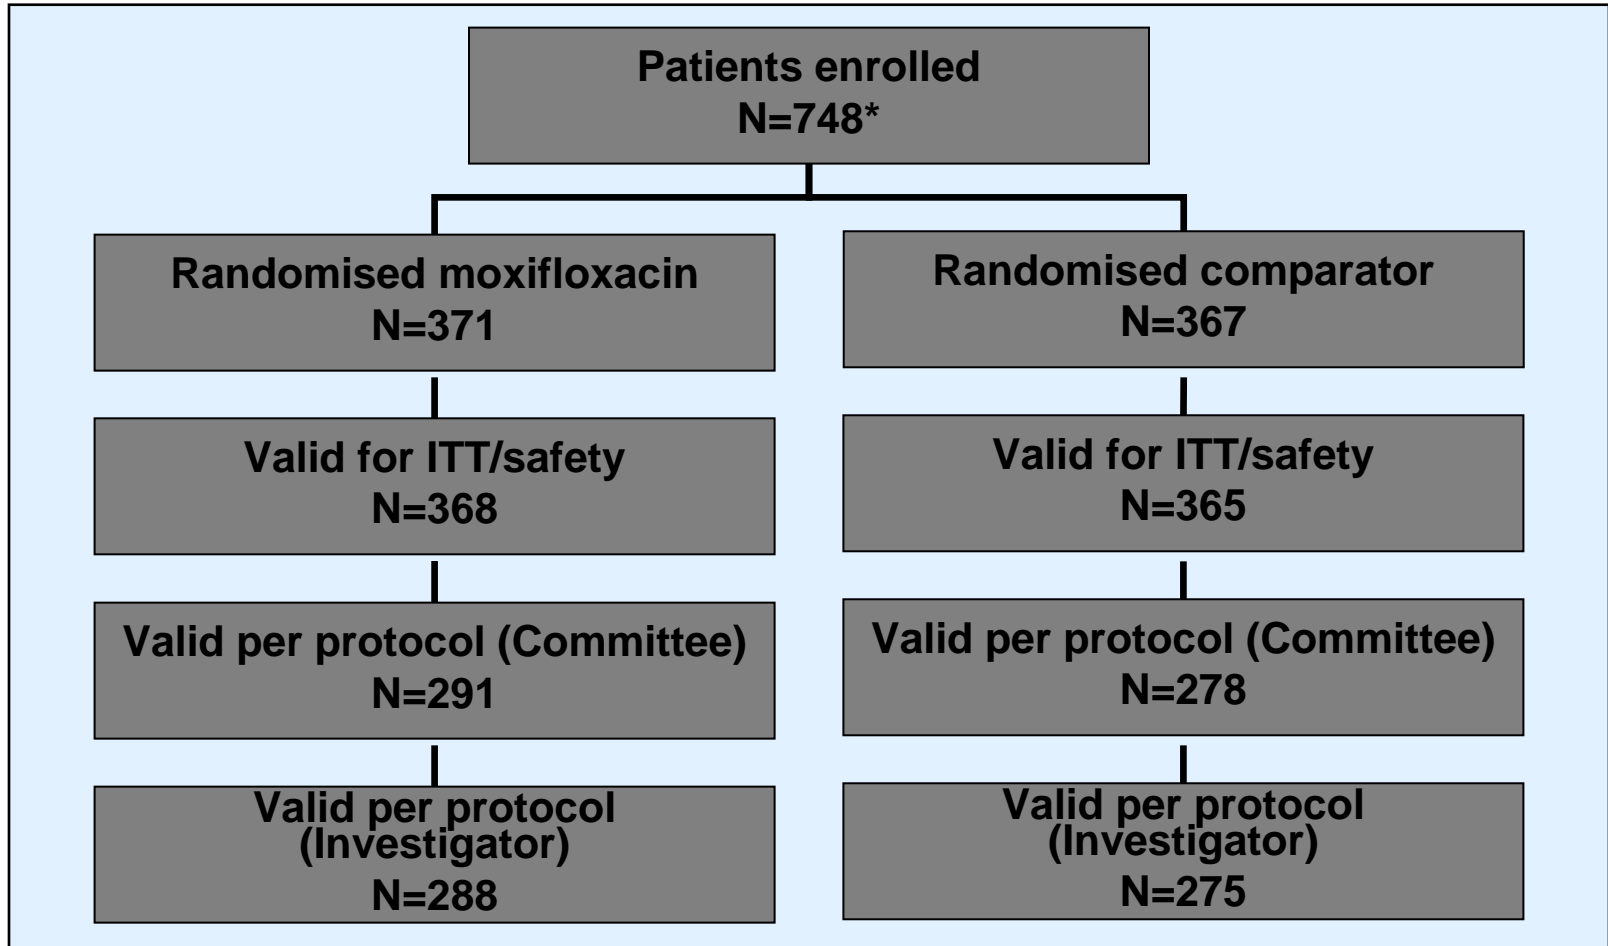 Patients enrolled
N=748*
Randomised moxifloxacin
N=371
Randomised comparator
N=367
Valid for ITT/safety
N=368
Valid for ITT/safety
N=365
Valid per protocol (Committee)
N=291
Valid per protocol (Committee)
N=278
Valid per protocol
(Investigator)
N=288
Valid per protocol
(Investigator)
N=275